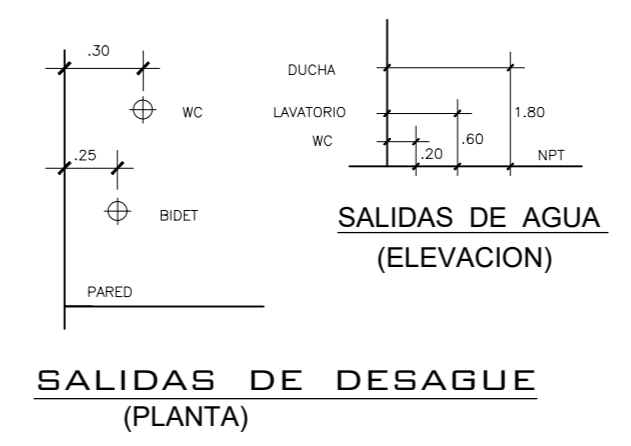 .30
WC
.25
BIDET
PARED
SALIDAS DE DESAGUE
(PLANTA)
DUCHA
LAVATORIO
1.80
WC
.60
.20
NPT
SALIDAS DE AGUA
(ELEVACION)